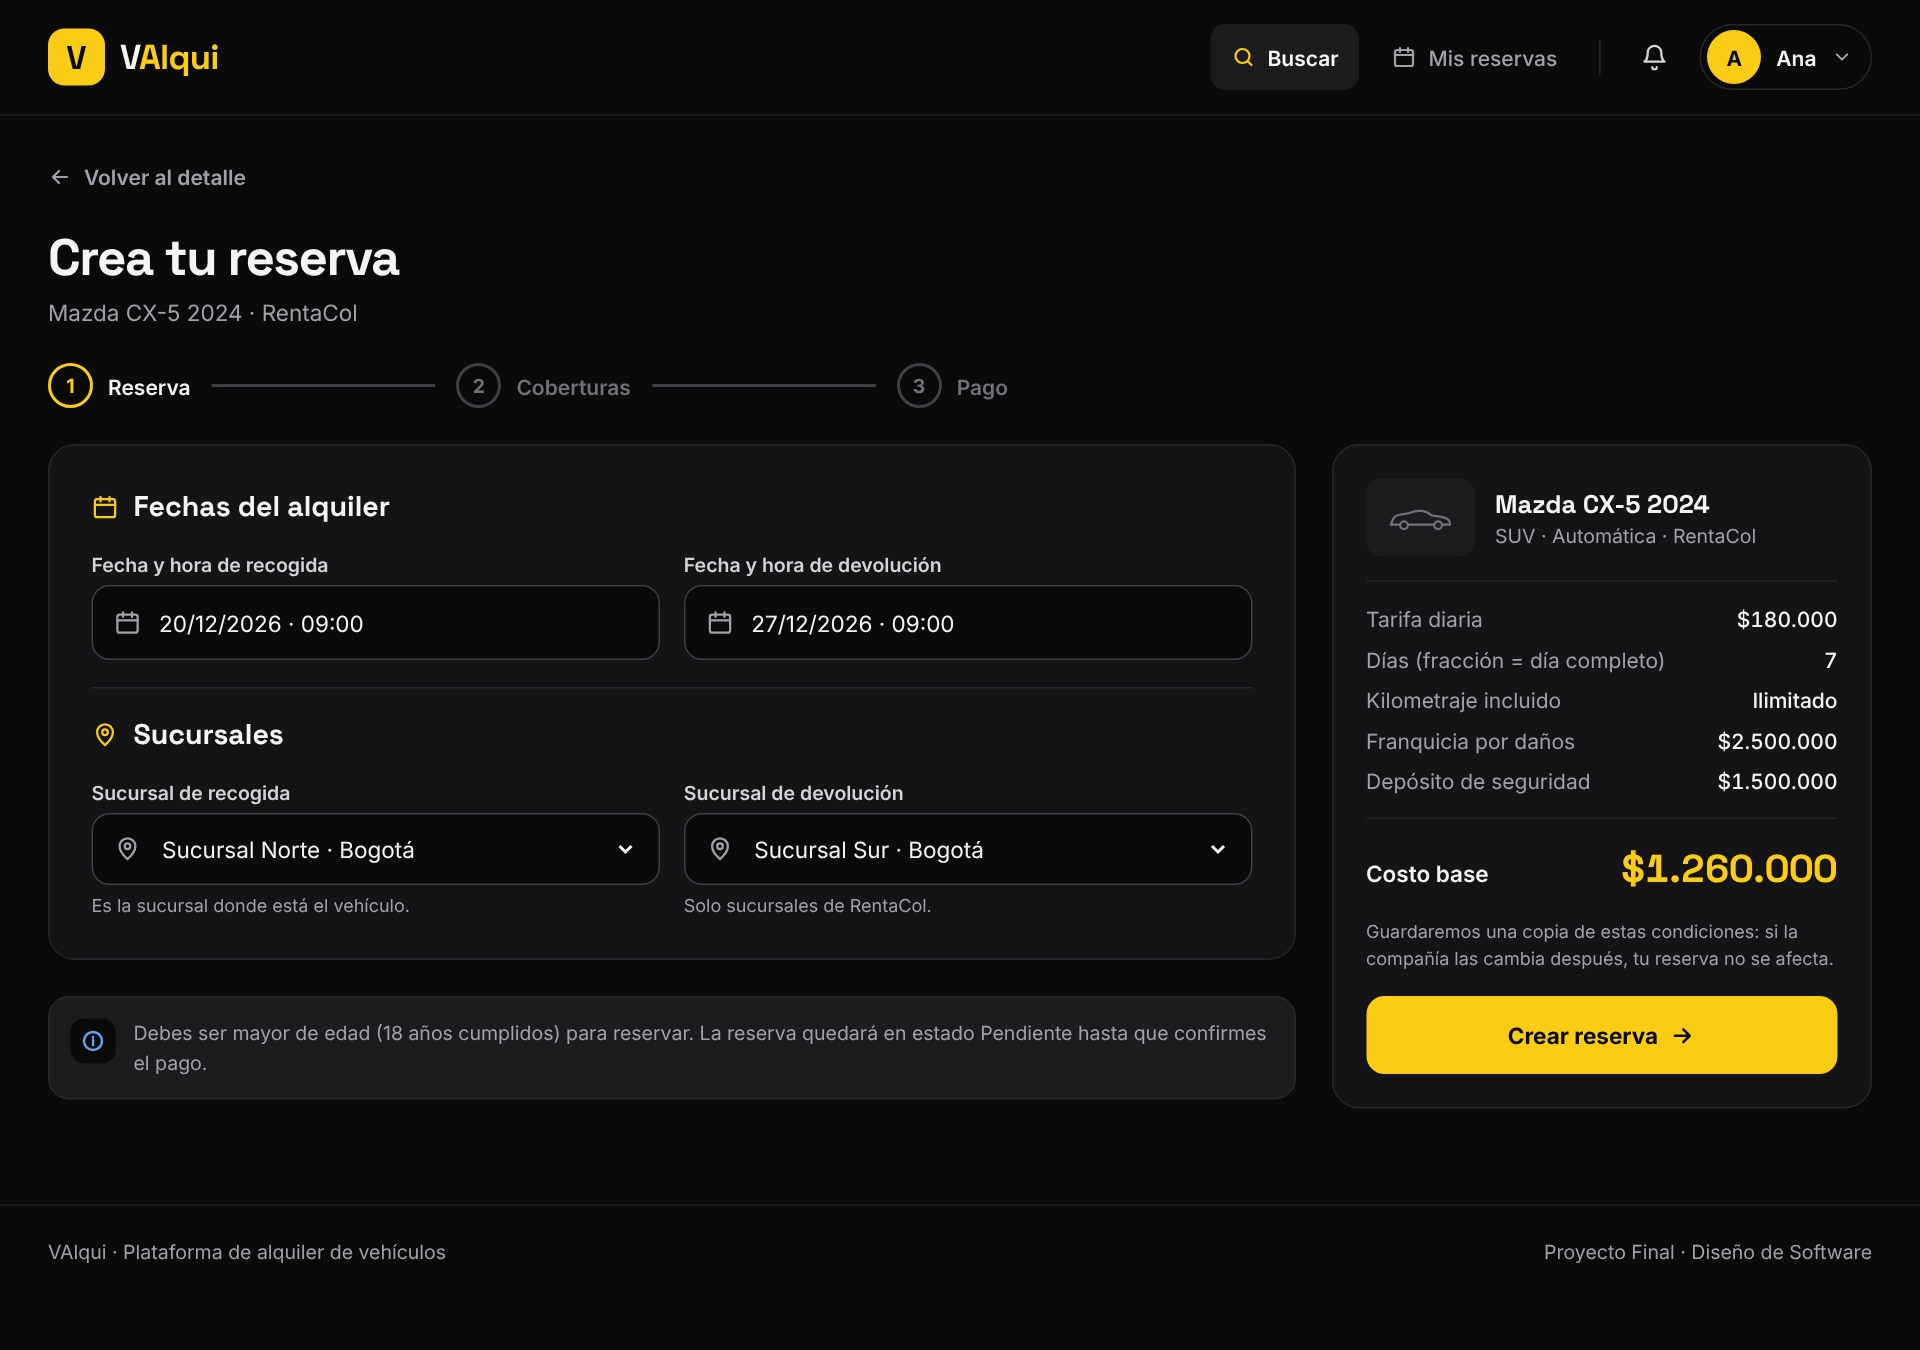 V VAlqui
Buscar
Mis reservas
A Ana
Volver al detalle
Crea tu reserva
Mazda CX-5 2024 · RentaCol
1 Reserva
2 Coberturas
3 Pago
Fechas del alquiler
Fecha y hora de recogida
20/12/2026 · 09:00
Fecha y hora de devolución
27/12/2026 · 09:00
Sucursales
Sucursal de recogida
Sucursal Norte · Bogotá
Es la sucursal donde está el vehículo.
Sucursal de devolución
Sucursal Sur · Bogotá
Solo sucursales de RentaCol.
Debes ser mayor de edad (18 años cumplidos) para reservar. La reserva quedará en estado Pendiente hasta que confirmes
el pago.
Mazda CX-5 2024
SUV · Automática · RentaCol
Tarifa diaria $180.000
Días (fracción = día completo) 7
Kilometraje incluido Ilimitado
Franquicia por daños $2.500.000
Depósito de seguridad $1.500.000
Costo base $1.260.000
Guardaremos una copia de estas condiciones: si la
compañía las cambia después, tu reserva no se afecta.
Crear reserva
VAlqui · Plataforma de alquiler de vehículos
Proyecto Final · Diseño de Software